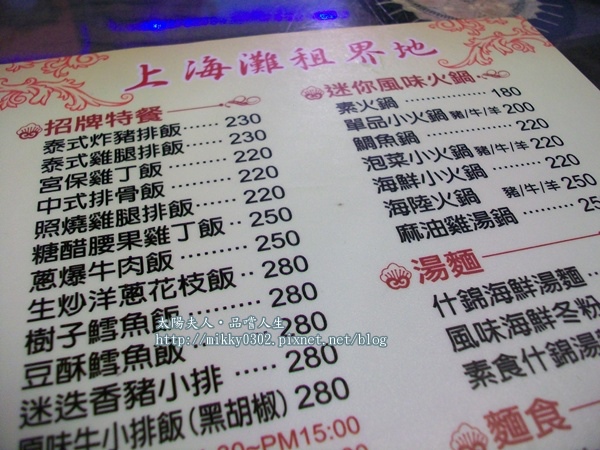 上海灘租界地
招牌特餐
泰式炸豬排飯…… 230
泰式雞腿排飯…… 230
宮保雞丁飯…… 220
中式排骨飯…… 220
照燒雞腿排飯…… 220
糖醋腰果雞丁飯‥ 250
蔥爆牛肉飯…… 250
生炒洋蔥花枝飯‥ 280
樹子鱈魚飯 280
豆酥鱈魚飯 280
迷迭香豬小排…… 280
原味牛小排飯(黑胡椒) 280
~PM15:00
迷你風味火鍋
素火鍋……… 180
單品小火鍋 豬/牛/羊 200
鯛魚鍋……… 220
泡菜小火鍋 豬/牛/羊 220
海鮮小火鍋……… 220
海陸火鍋 豬/牛/羊 250
麻油雞湯鍋………
湯麵
什錦海鮮湯麵
風味海鮮冬粉
素食什錦湯
麵食
太陽夫人‧品嚐人生
http://mikky0302.pixnet.net/blog